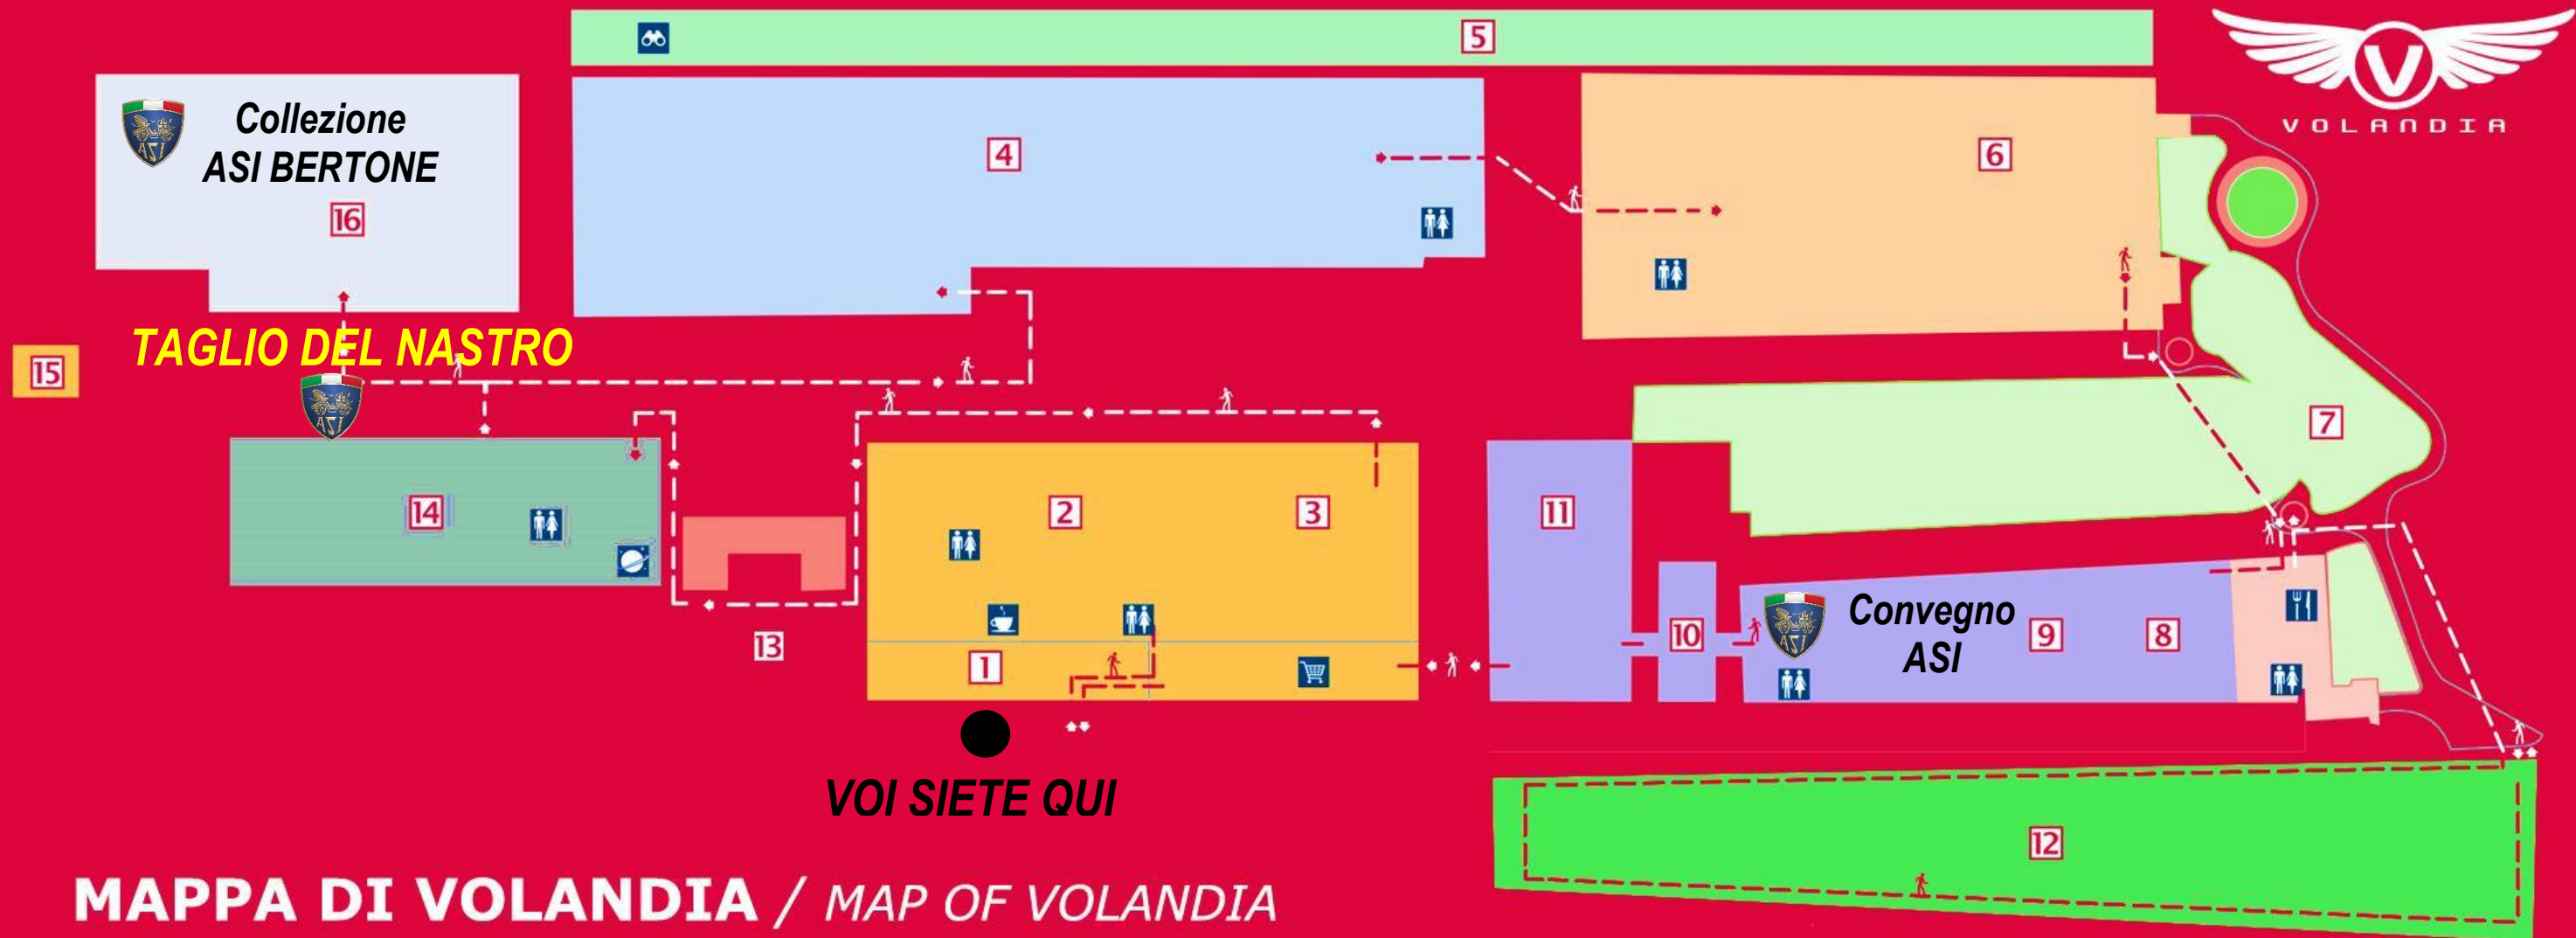 5
VOLANDIA
Collezione
ASI BERTONE
16
4
6
TAGLIO DEL NASTRO
15
ASI
7
14
2
3
11
Convegno
ASI
10
9
8
13
1
VOI SIETE QUI
12
MAPPA DI VOLANDIA / MAP OF VOLANDIA